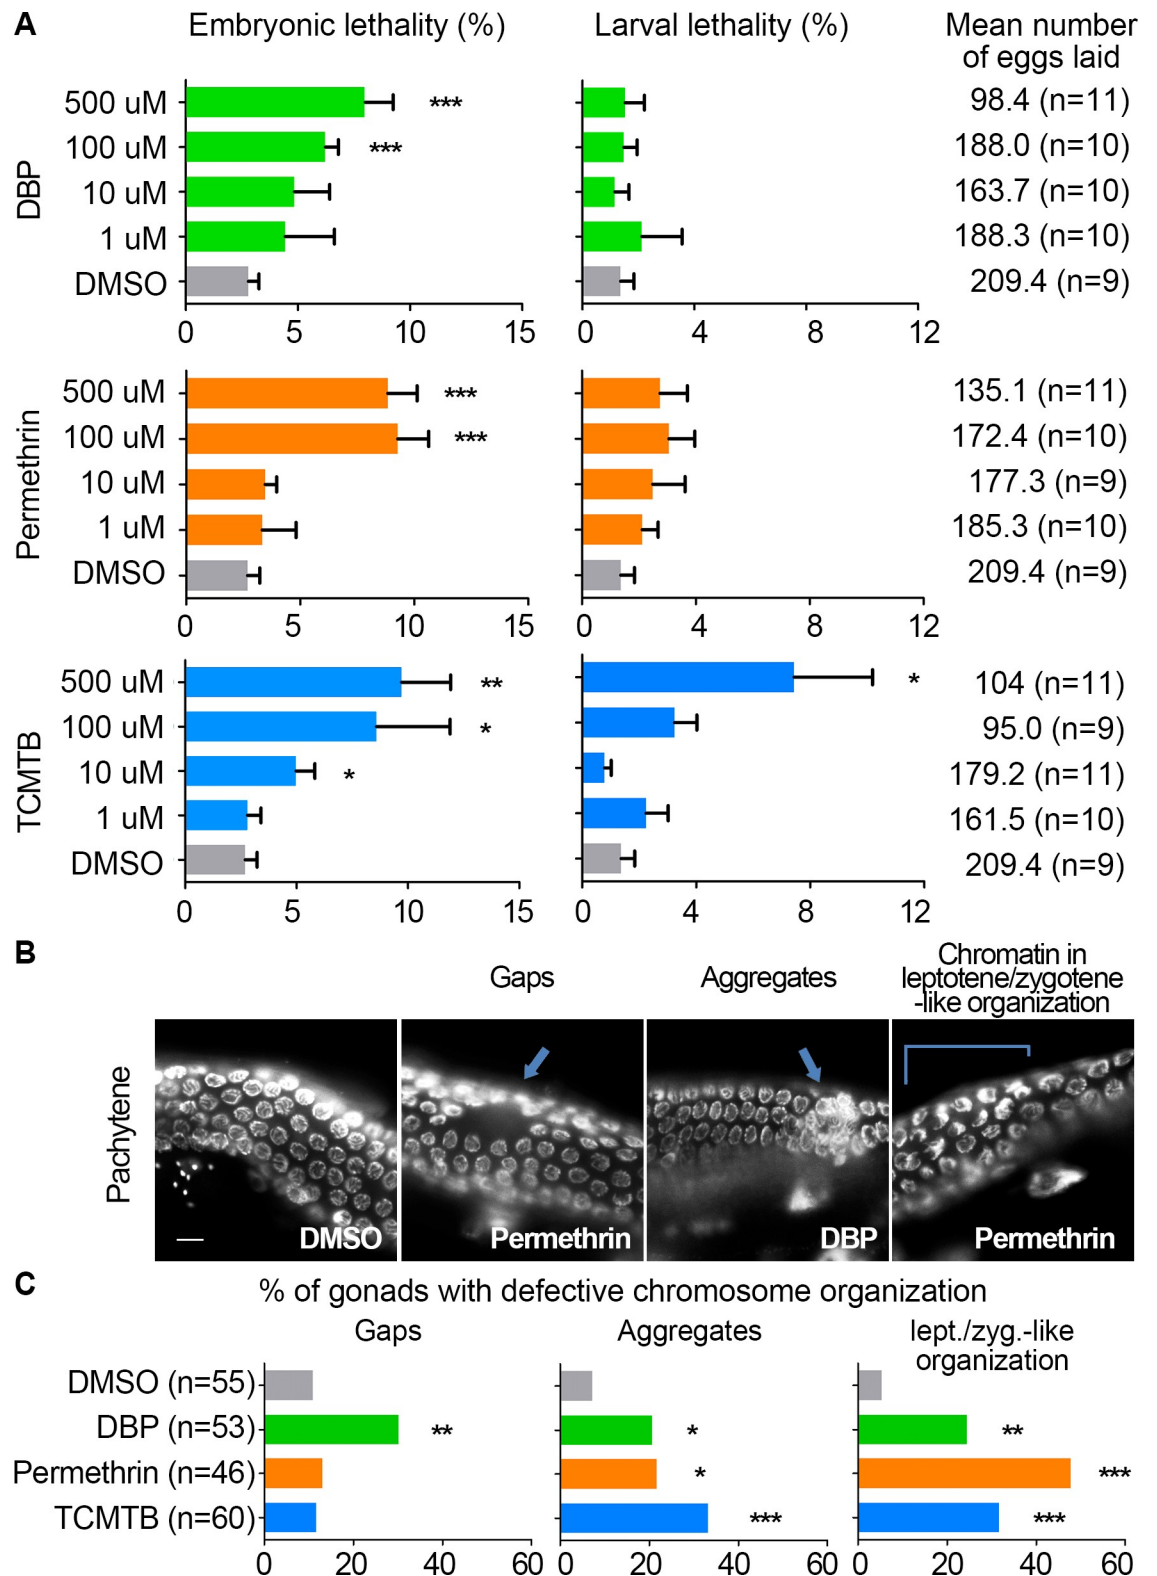 A
Embryonic lethality (%)
Larval lethality (%)
Mean number
of eggs laid
DBP
500 uM
***
98.4 (n=11)
100 uM
***
188.0 (n=10)
10 uM
163.7 (n=10)
1 uM
188.3 (n=10)
DMSO
209.4 (n=9)
0 5 10 15
0 4 8 12
Permethrin
500 uM
***
135.1 (n=11)
100 uM
***
172.4 (n=10)
10 uM
177.3 (n=9)
1 uM
185.3 (n=10)
DMSO
209.4 (n=9)
0 5 10 15
0 4 8 12
TCMTB
500 uM
**
*
104 (n=11)
100 uM
*
95.0 (n=9)
10 uM
*
179.2 (n=11)
1 uM
161.5 (n=10)
DMSO
209.4 (n=9)
0 5 10 15
0 4 8 12
B
Gaps
Aggregates
Chromatin in
leptotene/zygotene
-like organization
Pachytene
DMSO
Permethrin
DBP
Permethrin
C
% of gonads with defective chromosome organization
Gaps
Aggregates
lept./zyg.-like
organization
DMSO (n=55)
DBP (n=53)
**
*
**
Permethrin (n=46)
*
***
TCMTB (n=60)
***
***
0 20 40 60
0 20 40 60
0 20 40 60